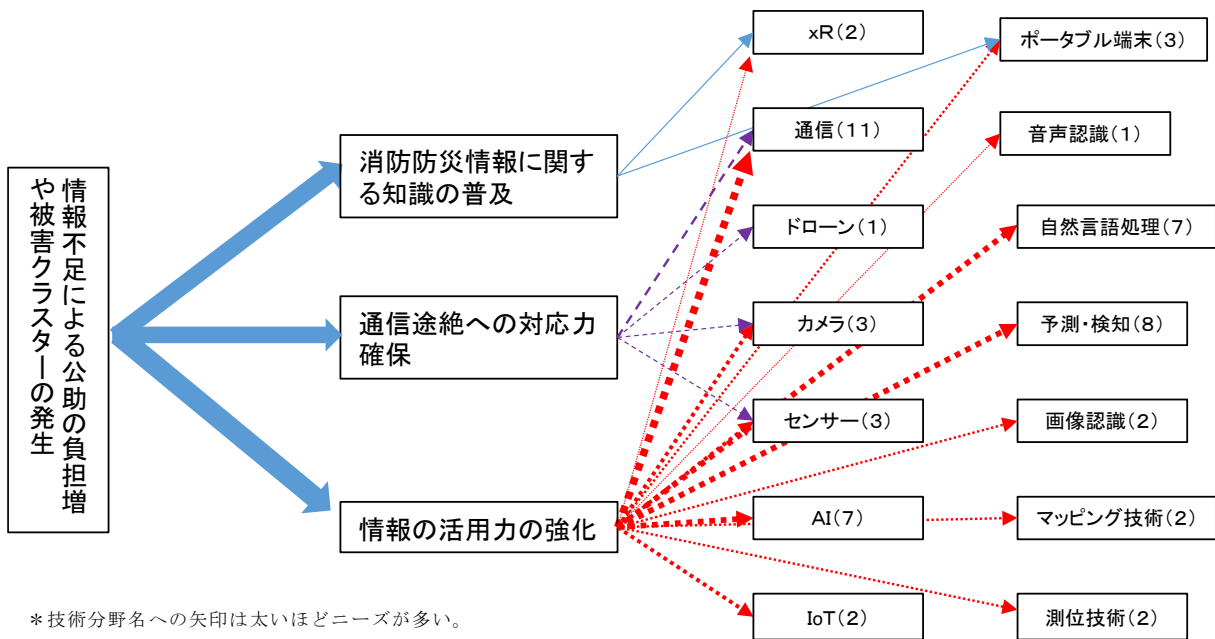 情報不足による公助の負担増
や被害クラスターの発生
消防防災情報に関す
る知識の普及
通信途絶への対応力
確保
情報の活用力の強化
xR(2)
通信(11)
ドローン(1)
カメラ(3)
センサー(3)
AI(7)
IoT(2)
ポータブル端末(3)
音声認識(1)
自然言語処理(7)
予測・検知(8)
画像認識(2)
マッピング技術(2)
測位技術(2)
＊技術分野名への矢印は太いほどニーズが多い。